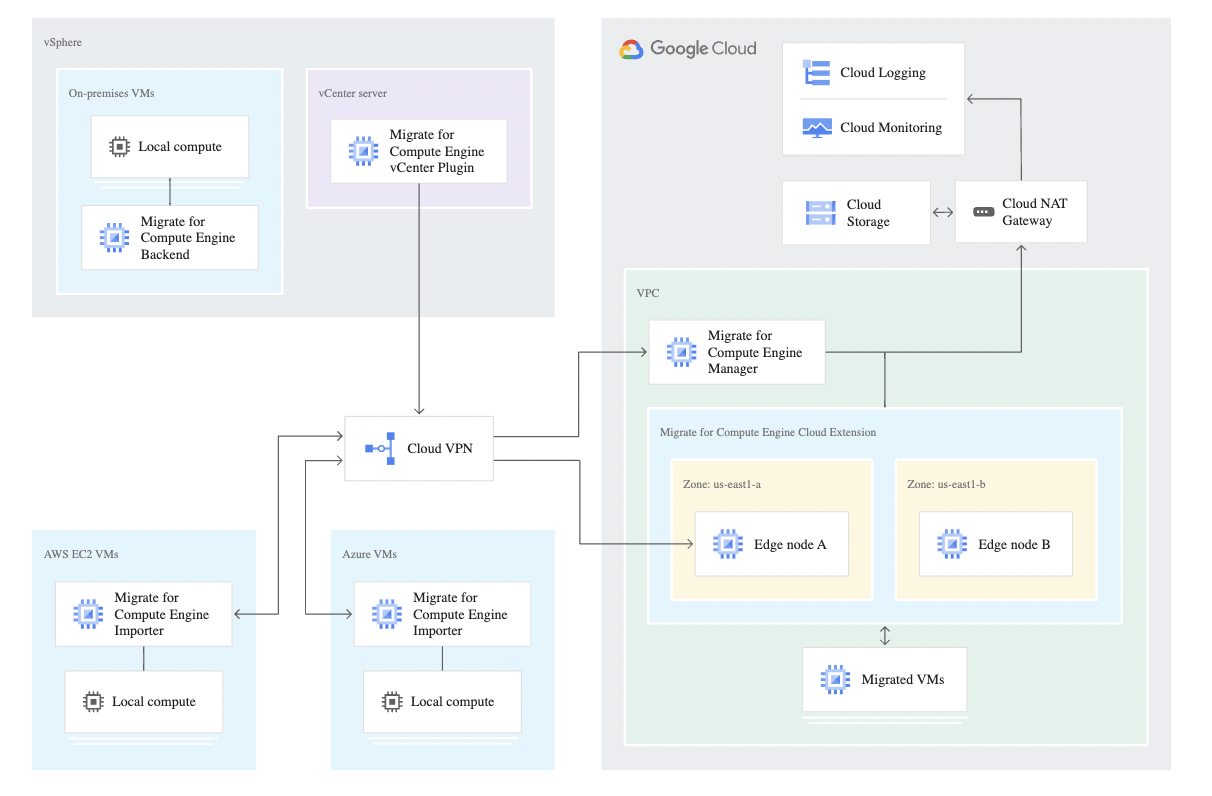 vSphere
On-premises VMs
Local compute
Migrate for
Compute Engine
Backend
vCenter server
Migrate for
Compute Engine
vCenter Plugin
Cloud VPN
AWS EC2 VMs
Migrate for
Compute Engine
Importer
Local compute
Azure VMs
Migrate for
Compute Engine
Importer
Local compute
Google Cloud
Cloud Logging
Cloud Monitoring
Cloud
Storage
Cloud NAT
Gateway
VPC
Migrate for
Compute Engine
Manager
Migrate for Compute Engine Cloud Extension
Zone: us-east1-a
Edge node A
Zone: us-east1-b
Edge node B
Migrated VMs